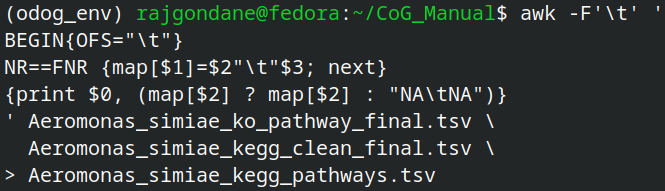 (odog_env) rajgondane@fedora:~/CoG_Manual$ awk -F'\t' '
BEGIN{OFS="\t"}
NR==FNR {map[$1]=$2"\t"$3; next}
{print $0, (map[$2] ? map[$2] : "NA\tNA")}
' Aeromonas_simiae_ko_pathway_final.tsv \
  Aeromonas_simiae_kegg_clean_final.tsv \
> Aeromonas_simiae_kegg_pathways.tsv